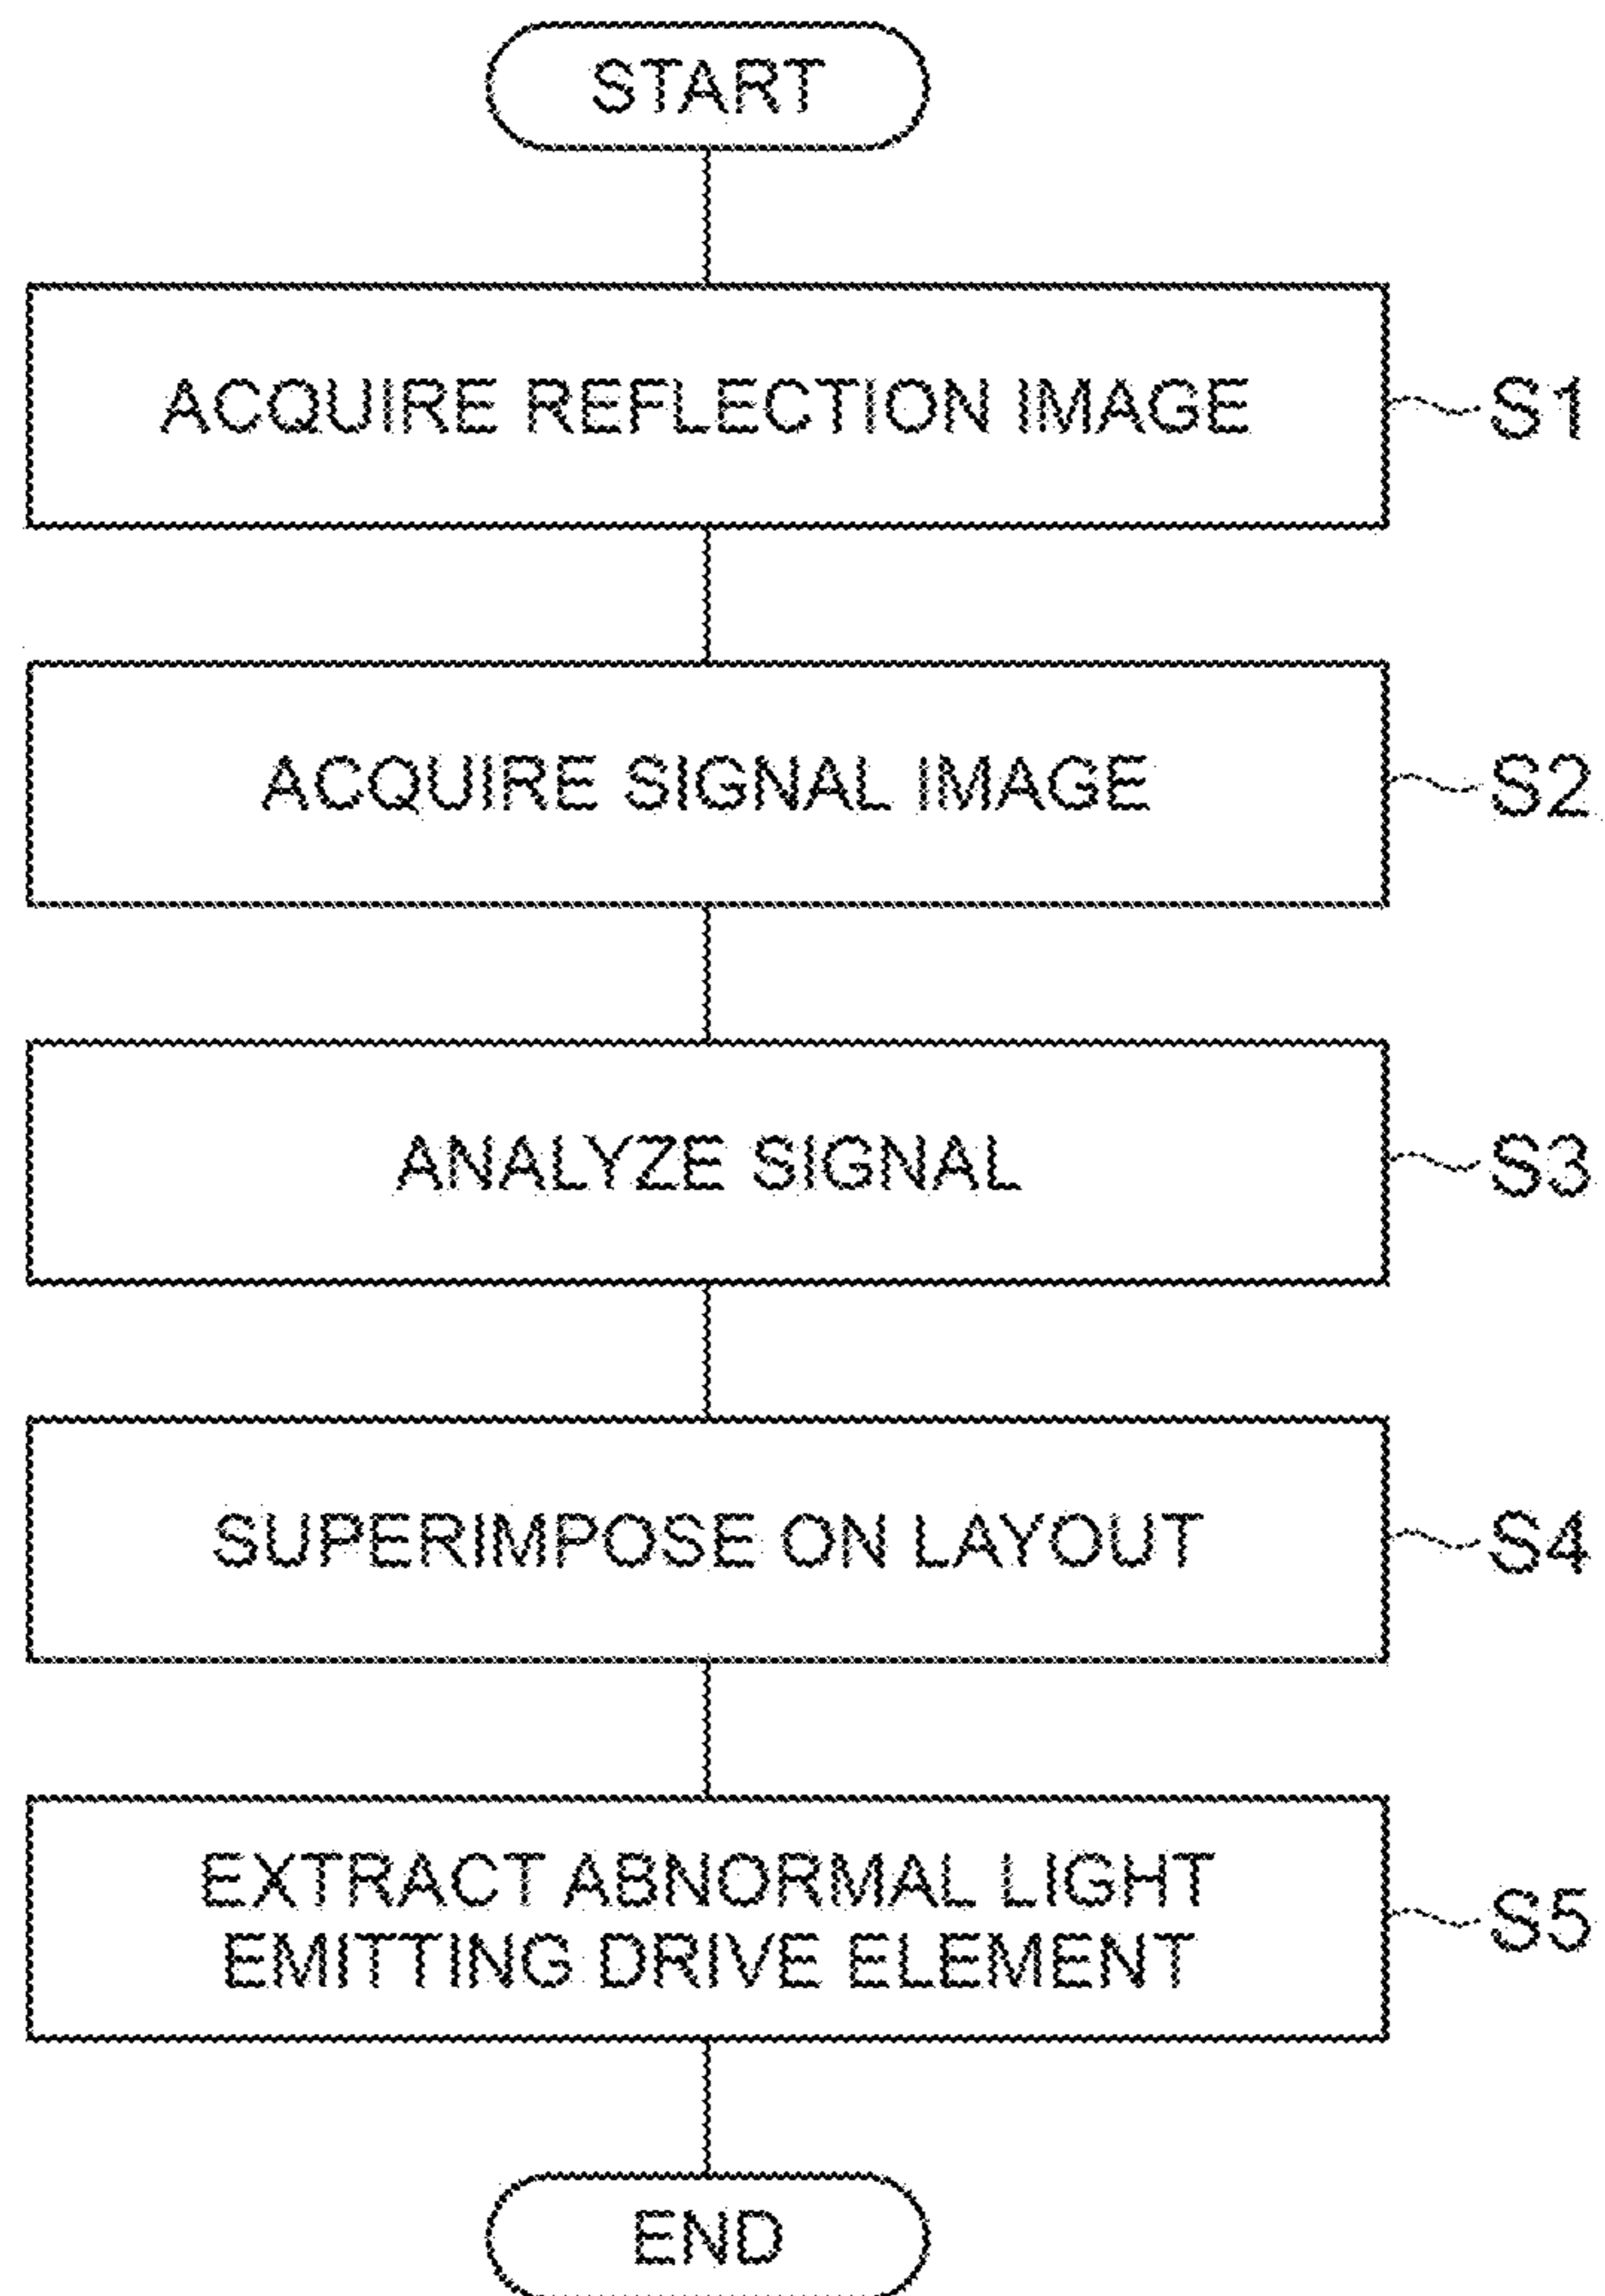 START
ACQUIRE REFLECTION IMAGE
S1
ACQUIRE SIGNAL IMAGE
S2
ANALYZE SIGNAL
S3
SUPERIMPOSE ON LAYOUT
S4
EXTRACT ABNORMAL LIGHT
EMITTING DRIVE ELEMENT
S5
END